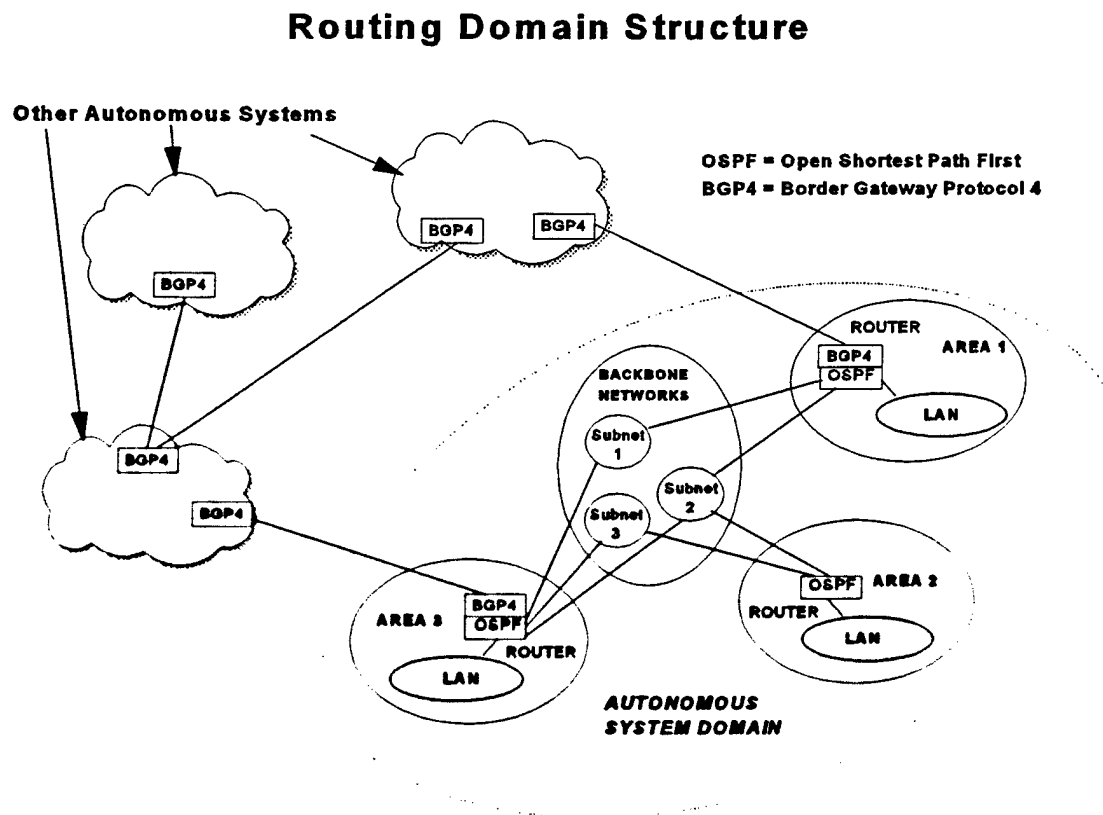 Routing Domain Structure
Other Autonomous Systems
OSPF = Open Shortest Path First
BGP4 = Border Gateway Protocol 4
BGP4
BGP4
BGP4
ROUTER
AREA 1
BGP4
OSPF
LAN
BACKBONE
NETWORKS
Subnet
1
Subnet
2
Subnet
3
BGP4
BGP4
OSPF
AREA 2
ROUTER
LAN
BGP4
OSPF
AREA 3
ROUTER
LAN
AUTONOMOUS
SYSTEM DOMAIN